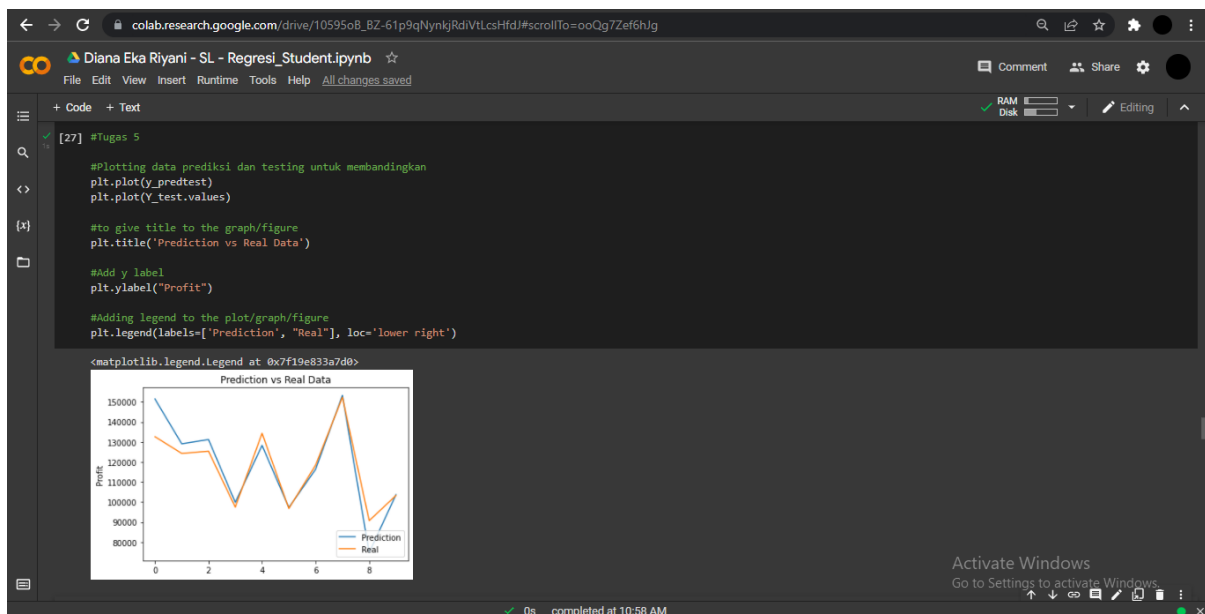 colab.research.google.com/drive/10595oB_BZ-61p9qNynkjRdiVtLcsHfdJ#scrollTo=ooQg7Zef6hJg
Diana Eka Riyani - SL - Regresi_Student.ipynb
File Edit View Insert Runtime Tools Help All changes saved
Comment Share
+ Code + Text
RAM
Disk
Editing
[27] #Tugas 5
1s
#Plotting data prediksi dan testing untuk membandingkan
plt.plot(y_predtest)
plt.plot(Y_test.values)
#to give title to the graph/figure
plt.title('Prediction vs Real Data')
#Add y label
plt.ylabel("Profit")
#Adding legend to the plot/graph/figure
plt.legend(labels=['Prediction', "Real"], loc='lower right')
<matplotlib.legend.Legend at 0x7f19e833a7d0>
Prediction vs Real Data
150000
140000
130000
120000
110000
100000
90000
80000
Profit
Prediction
Real
0 2 4 6 8
Activate Windows
Go to Settings to activate Windows.
0s completed at 10:58 AM